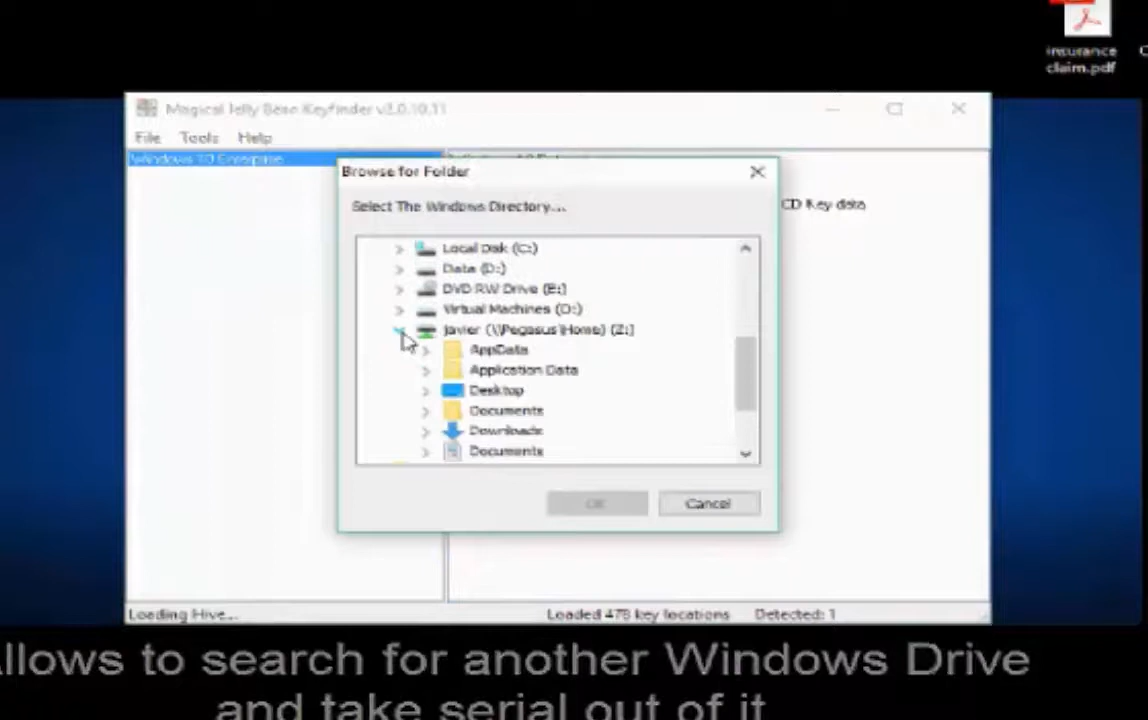 insurance
claim.pdf
Magical Jelly Bean Keyfinder v2.0.10.11
File Tools Help
Windows 10 Enterprise
Browse for Folder
Select The Windows Directory...
CD Key data
Local Disk (C:)
Data (D:)
DVD RW Drive (E:)
Virtual Machines (O:)
Javier (\\Pegasus\Home) (Z:)
AppData
Application Data
Desktop
Documents
Downloads
Documents
OK Cancel
Loading Hive... Loaded 478 key locations Detected: 1
llows to search for another Windows Drive
and take serial out of it